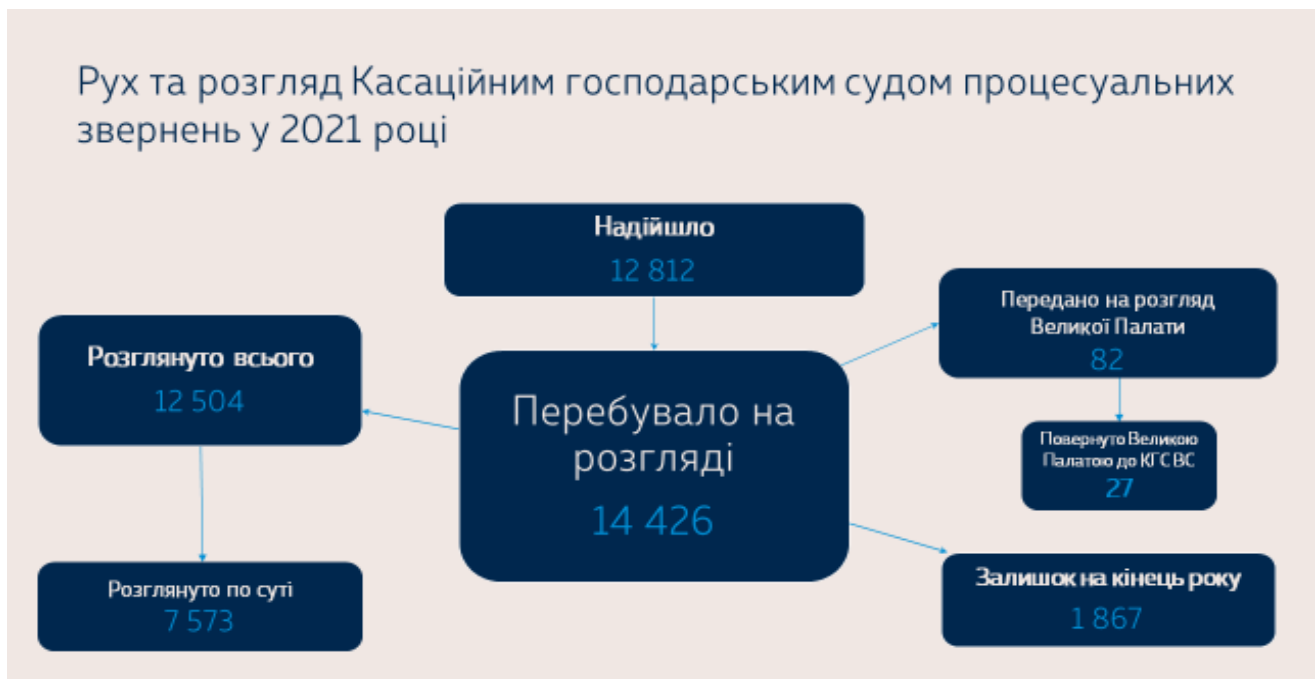 Рух та розгляд Касаційним господарським судом процесуальних
звернень у 2021 році
Надійшло
12 812
Передано на розгляд
Великої Палати
82
Розглянуто всього
12 504
Перебувало на
розгляді
14 426
Повернуто Великою
Палатою до КГС ВС
27
Розглянуто по суті
7 573
Залишок на кінець року
1 867